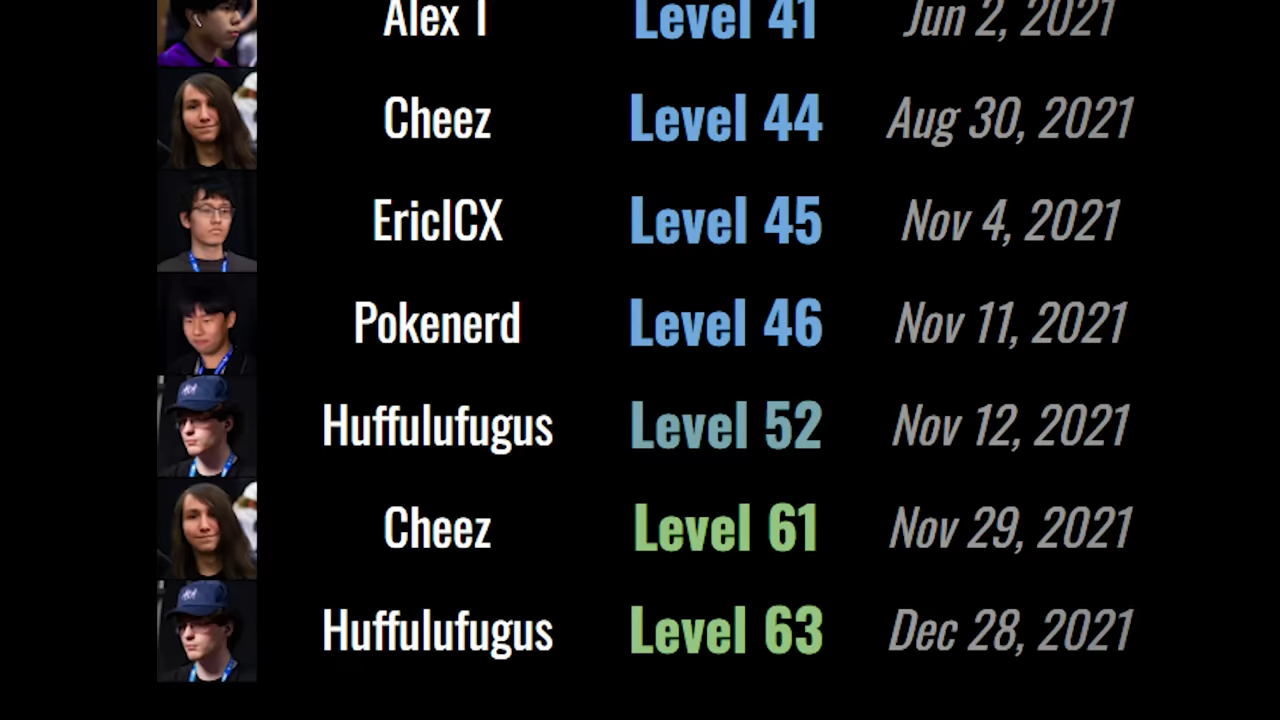 Alex T Level 41 Jun 2, 2021
Cheez Level 44 Aug 30, 2021
EricICX Level 45 Nov 4, 2021
Pokenerd Level 46 Nov 11, 2021
Huffulufugus Level 52 Nov 12, 2021
Cheez Level 61 Nov 29, 2021
Huffulufugus Level 63 Dec 28, 2021